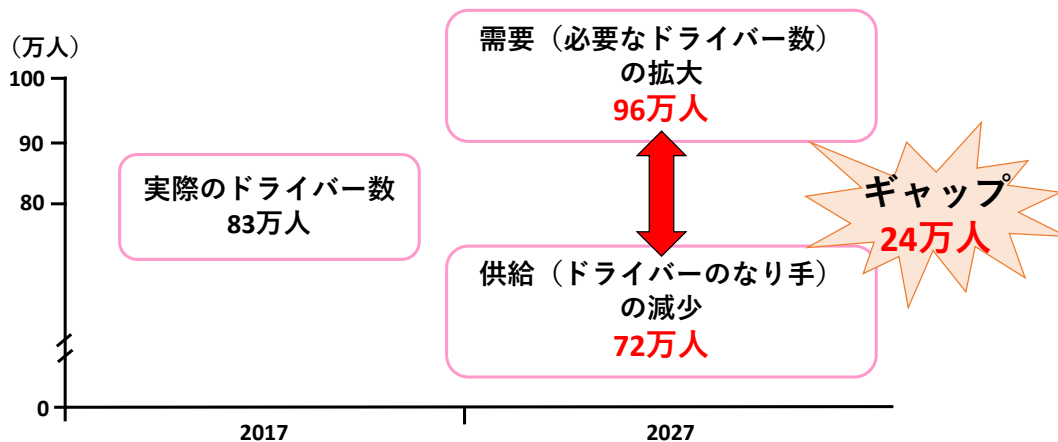 （万人）
100
90
80
0
実際のドライバー数
83万人
需要（必要なドライバー数）
の拡大
96万人
供給（ドライバーのなり手）
の減少
72万人
ギャップ
24万人
2017
2027